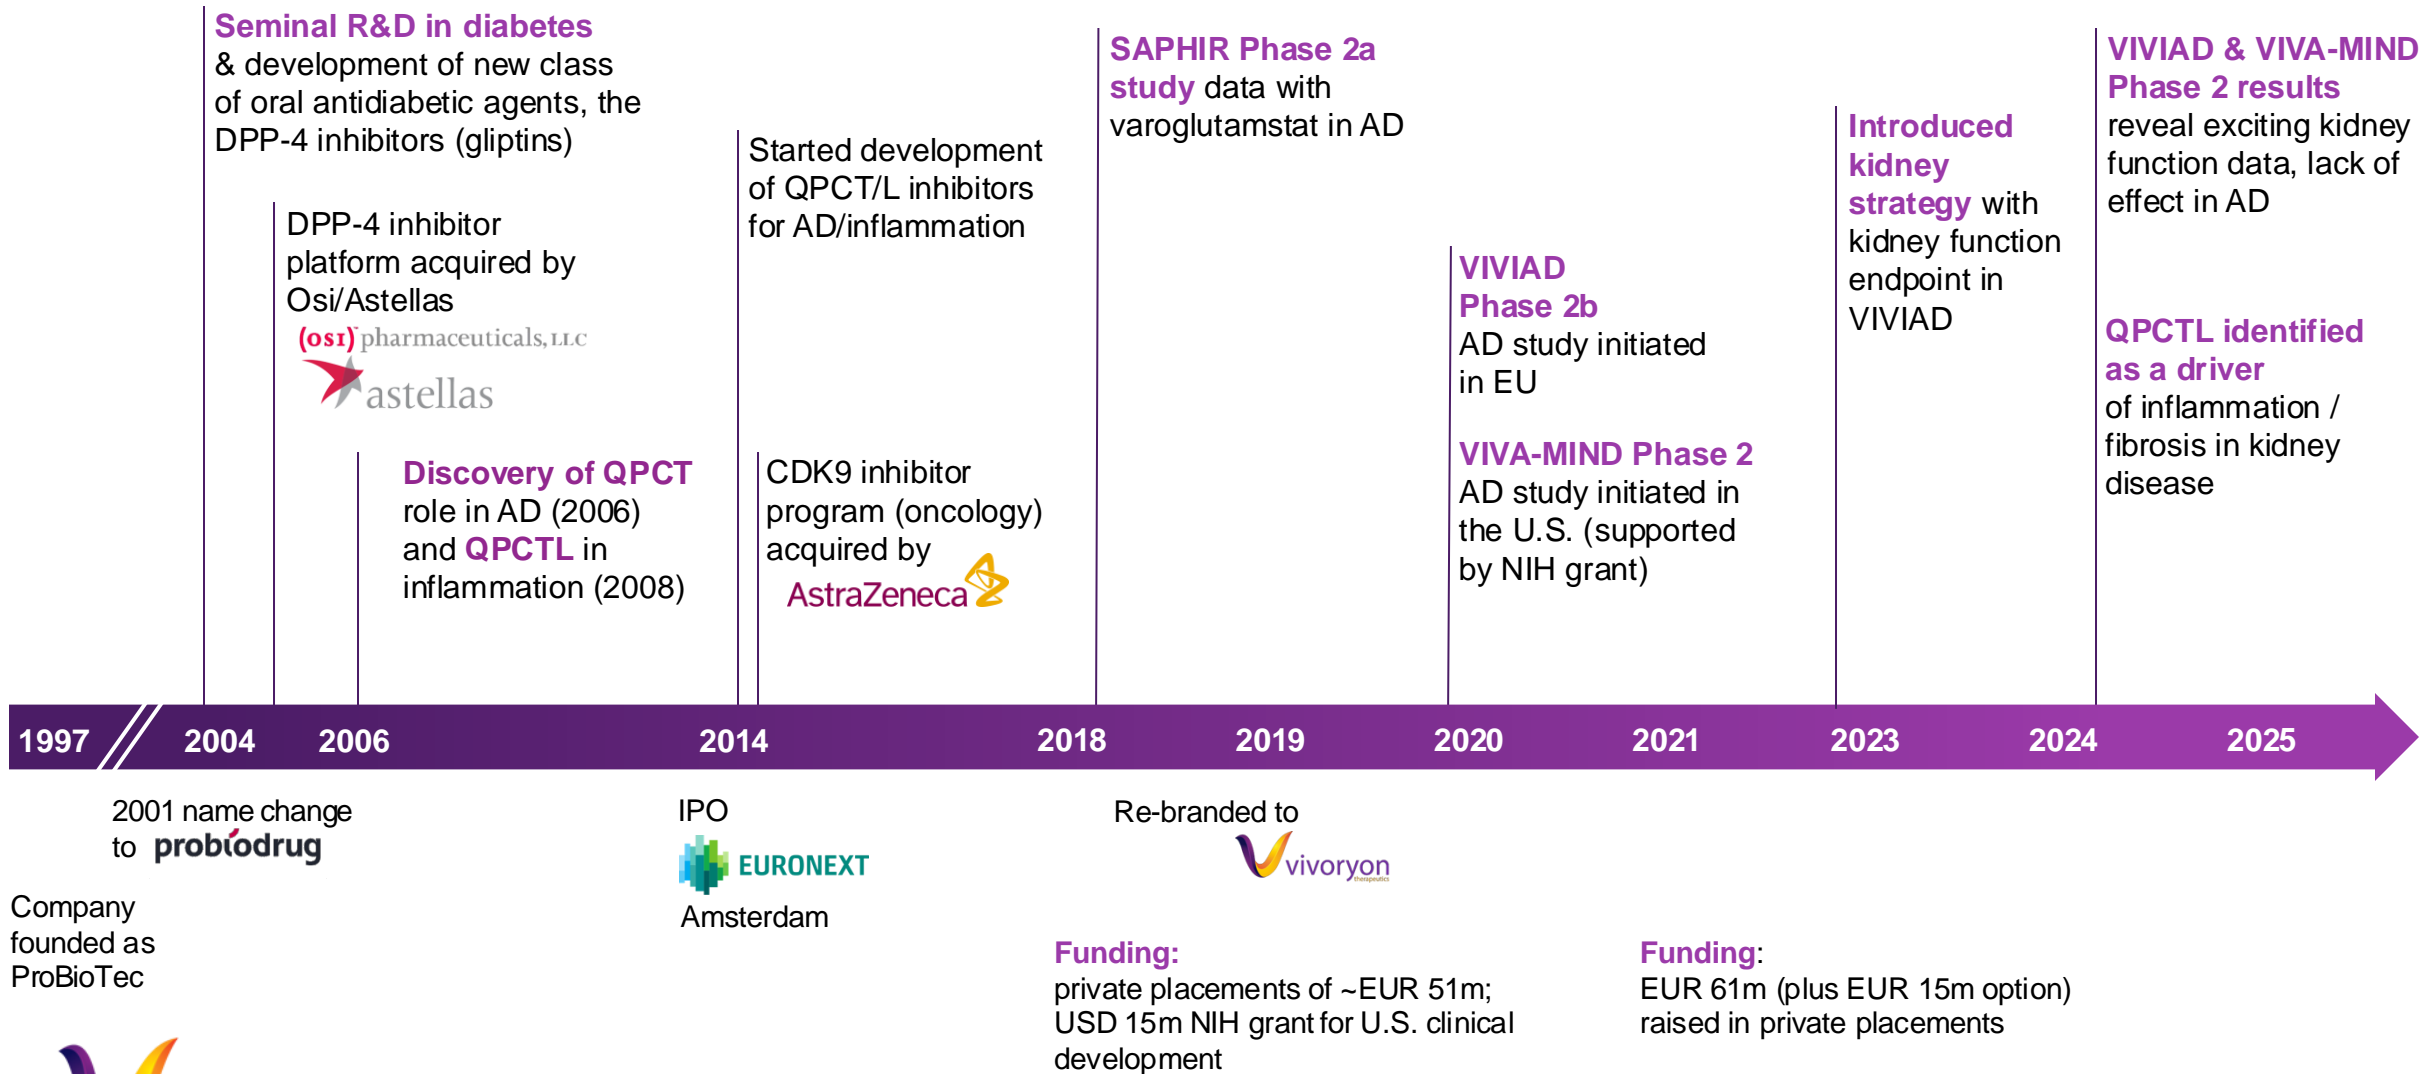 Seminal R&D in diabetes
& development of new class
of oral antidiabetic agents, the
DPP-4 inhibitors (gliptins)
DPP-4 inhibitor
platform acquired by
Osi/Astellas
(osi) pharmaceuticals, LLC
astellas
Discovery of QPCT
role in AD (2006)
and QPCTL in
inflammation (2008)
Started development
of QPCT/L inhibitors
for AD/inflammation
CDK9 inhibitor
program (oncology)
acquired by
AstraZeneca
SAPHIR Phase 2a
study data with
varoglutamstat in AD
VIVIAD
Phase 2b
AD study initiated
in EU
VIVA-MIND Phase 2
AD study initiated in
the U.S. (supported
by NIH grant)
Introduced
kidney
strategy with
kidney function
endpoint in
VIVIAD
VIVIAD & VIVA-MIND
Phase 2 results
reveal exciting kidney
function data, lack of
effect in AD
QPCTL identified
as a driver
of inflammation /
fibrosis in kidney
disease
1997 2004 2006 2014 2018 2019 2020 2021 2023 2024 2025
2001 name change
to probiodrug
Company
founded as
ProBioTec
IPO
EURONEXT
Amsterdam
Re-branded to
vivoryon
therapeutics
Funding:
private placements of ~EUR 51m;
USD 15m NIH grant for U.S. clinical
development
Funding:
EUR 61m (plus EUR 15m option)
raised in private placements